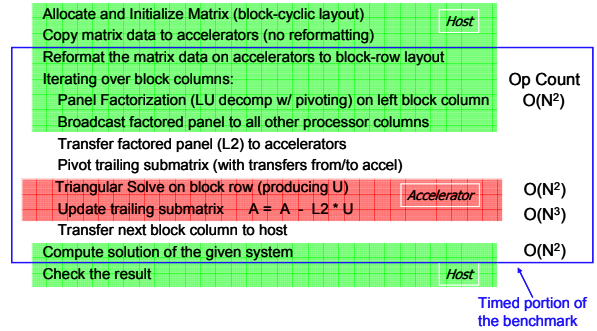 Allocate and Initialize Matrix (block-cyclic layout)
Host
Copy matrix data to accelerators (no reformatting)
Reformat the matrix data on accelerators to block-row layout
Iterating over block columns:
Op Count
Panel Factorization (LU decomp w/ pivoting) on left block column
O(N²)
Broadcast factored panel to all other processor columns
Transfer factored panel (L2) to accelerators
Pivot trailing submatrix (with transfers from/to accel)
Triangular Solve on block row (producing U)
Accelerator
O(N²)
Update trailing submatrix A = A - L2 * U
O(N³)
Transfer next block column to host
Compute solution of the given system
O(N²)
Check the result
Host
Timed portion of
the benchmark